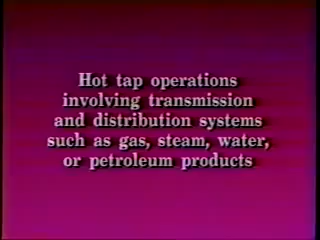 Hot tap operations
involving transmission
and distribution systems
such as gas, steam, water,
or petroleum products